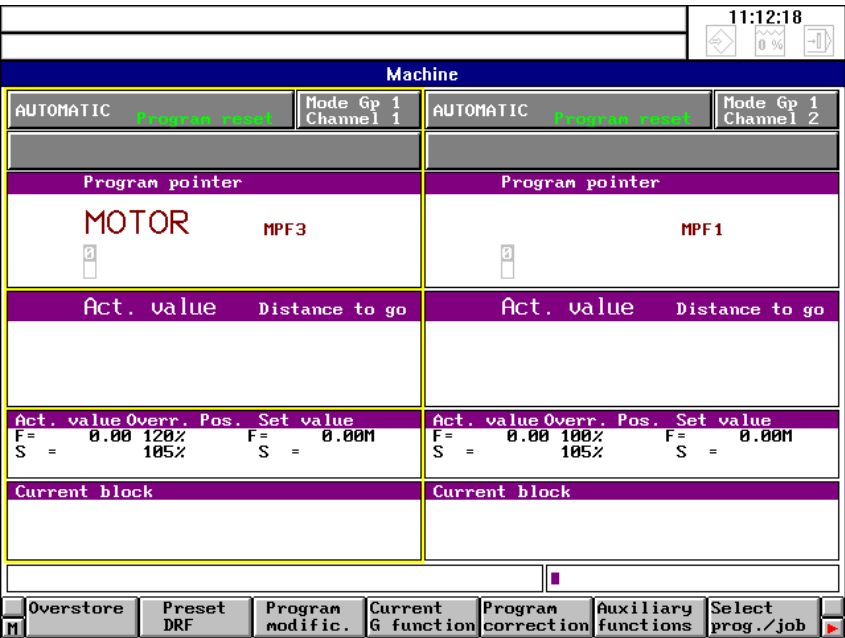 11:12:18
0 %
Machine
AUTOMATIC Program reset Mode Gp 1 Channel 1
AUTOMATIC Program reset Mode Gp 1 Channel 2
Program pointer
MOTOR MPF3
0
Program pointer
MPF1
0
Act. value Distance to go
Act. value Distance to go
Act. value Overr. Pos. Set value
F= 0.00 120% F= 0.00M
S = 105% S =
Act. value Overr. Pos. Set value
F= 0.00 100% F= 0.00M
S = 105% S =
Current block
Current block
M
Overstore
Preset
DRF
Program
modific.
Current
G function
Program
correction
Auxiliary
functions
Select
prog./job